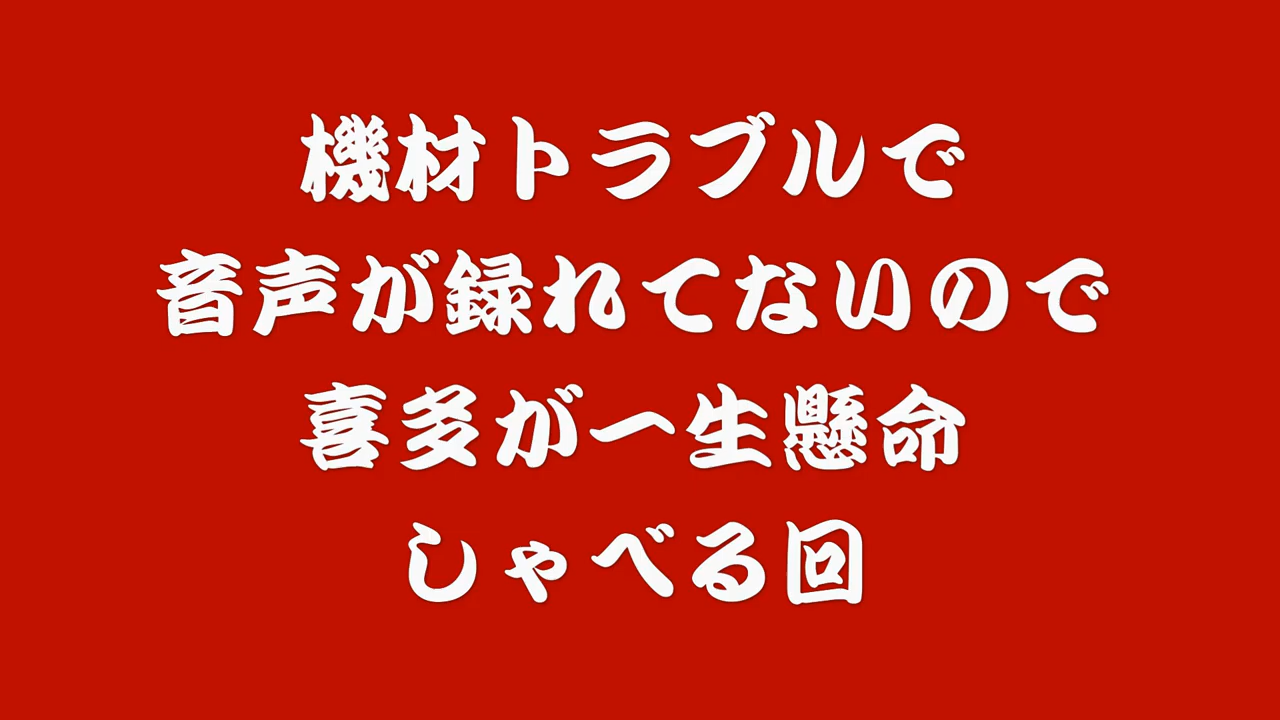 機材トラブルで
音声が録れてないので
喜多が一生懸命
しゃべる回